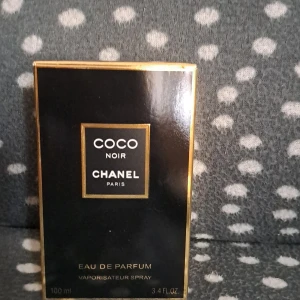 COCO
NOIR
CHANEL
PARIS
EAU DE PARFUM
VAPORISATEUR SPRAY
100 ml 3.4 FL.OZ